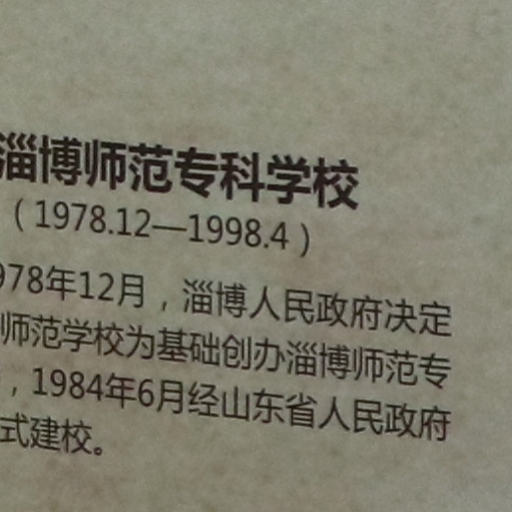 淄博师范专科学校
（1978.12—1998.4）
978年12月，淄博人民政府决定
师范学校为基础创办淄博师范专
，1984年6月经山东省人民政府
式建校。